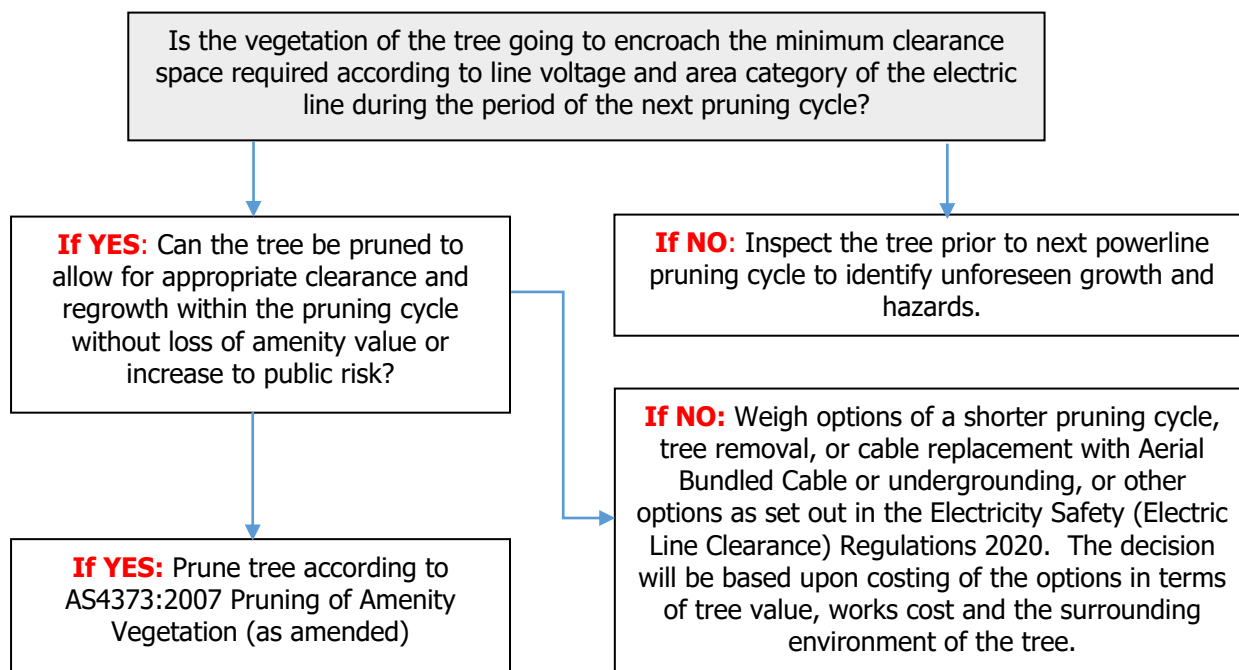 Is the vegetation of the tree going to encroach the minimum clearance
space required according to line voltage and area category of the electric
line during the period of the next pruning cycle?
If YES: Can the tree be pruned to
allow for appropriate clearance and
regrowth within the pruning cycle
without loss of amenity value or
increase to public risk?
If NO: Inspect the tree prior to next powerline
pruning cycle to identify unforeseen growth and
hazards.
If NO: Weigh options of a shorter pruning cycle,
tree removal, or cable replacement with Aerial
Bundled Cable or undergrounding, or other
options as set out in the Electricity Safety (Electric
Line Clearance) Regulations 2020. The decision
will be based upon costing of the options in terms
of tree value, works cost and the surrounding
environment of the tree.
If YES: Prune tree according to
AS4373:2007 Pruning of Amenity
Vegetation (as amended)